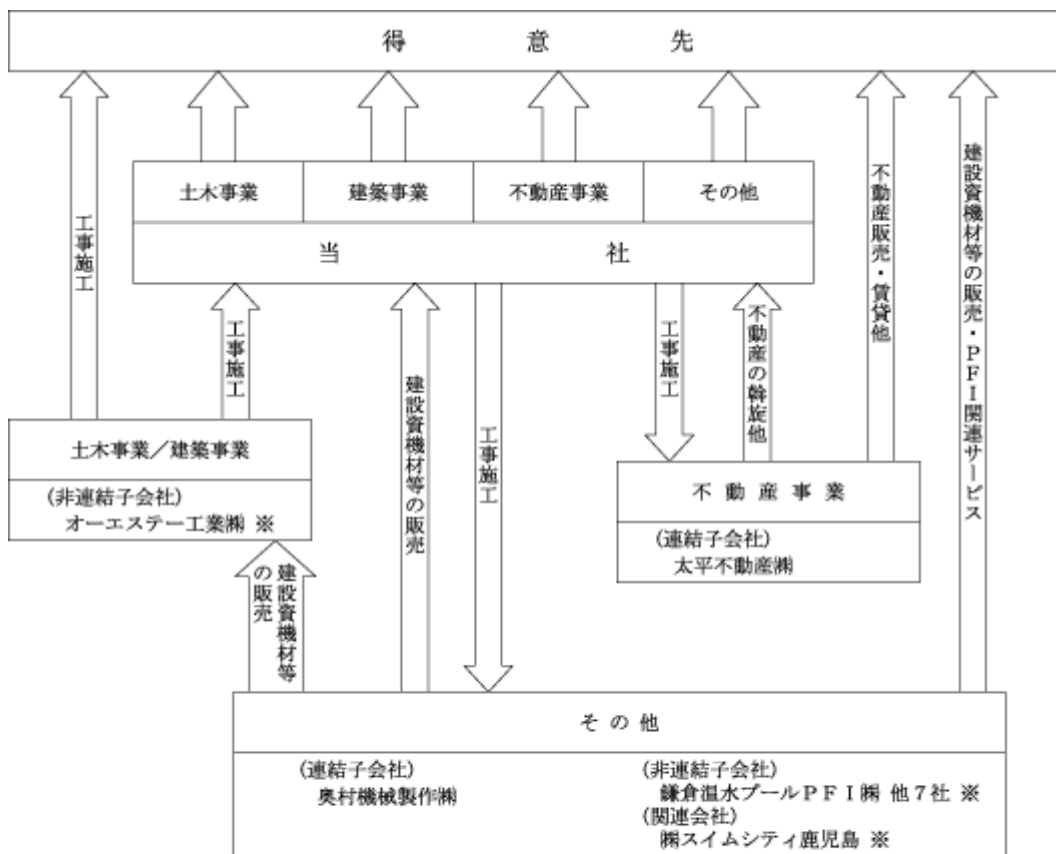 得意先
土木事業
建築事業
不動産事業
その他
当社
工事施工
工事施工
建設資機材等の販売
工事施工
工事施工
不動産の斡旋他
不動産販売・賃貸他
建設資機材等の販売・PFI関連サービス
土木事業／建築事業
(非連結子会社)
オーエステー工業㈱ ※
不動産事業
(連結子会社)
太平不動産㈱
建設資機材等
の販売
その他
(連結子会社)
奥村機械製作㈱
(非連結子会社)
鎌倉温水プールPFI㈱ 他7社 ※
(関連会社)
㈱スイムシティ鹿児島 ※